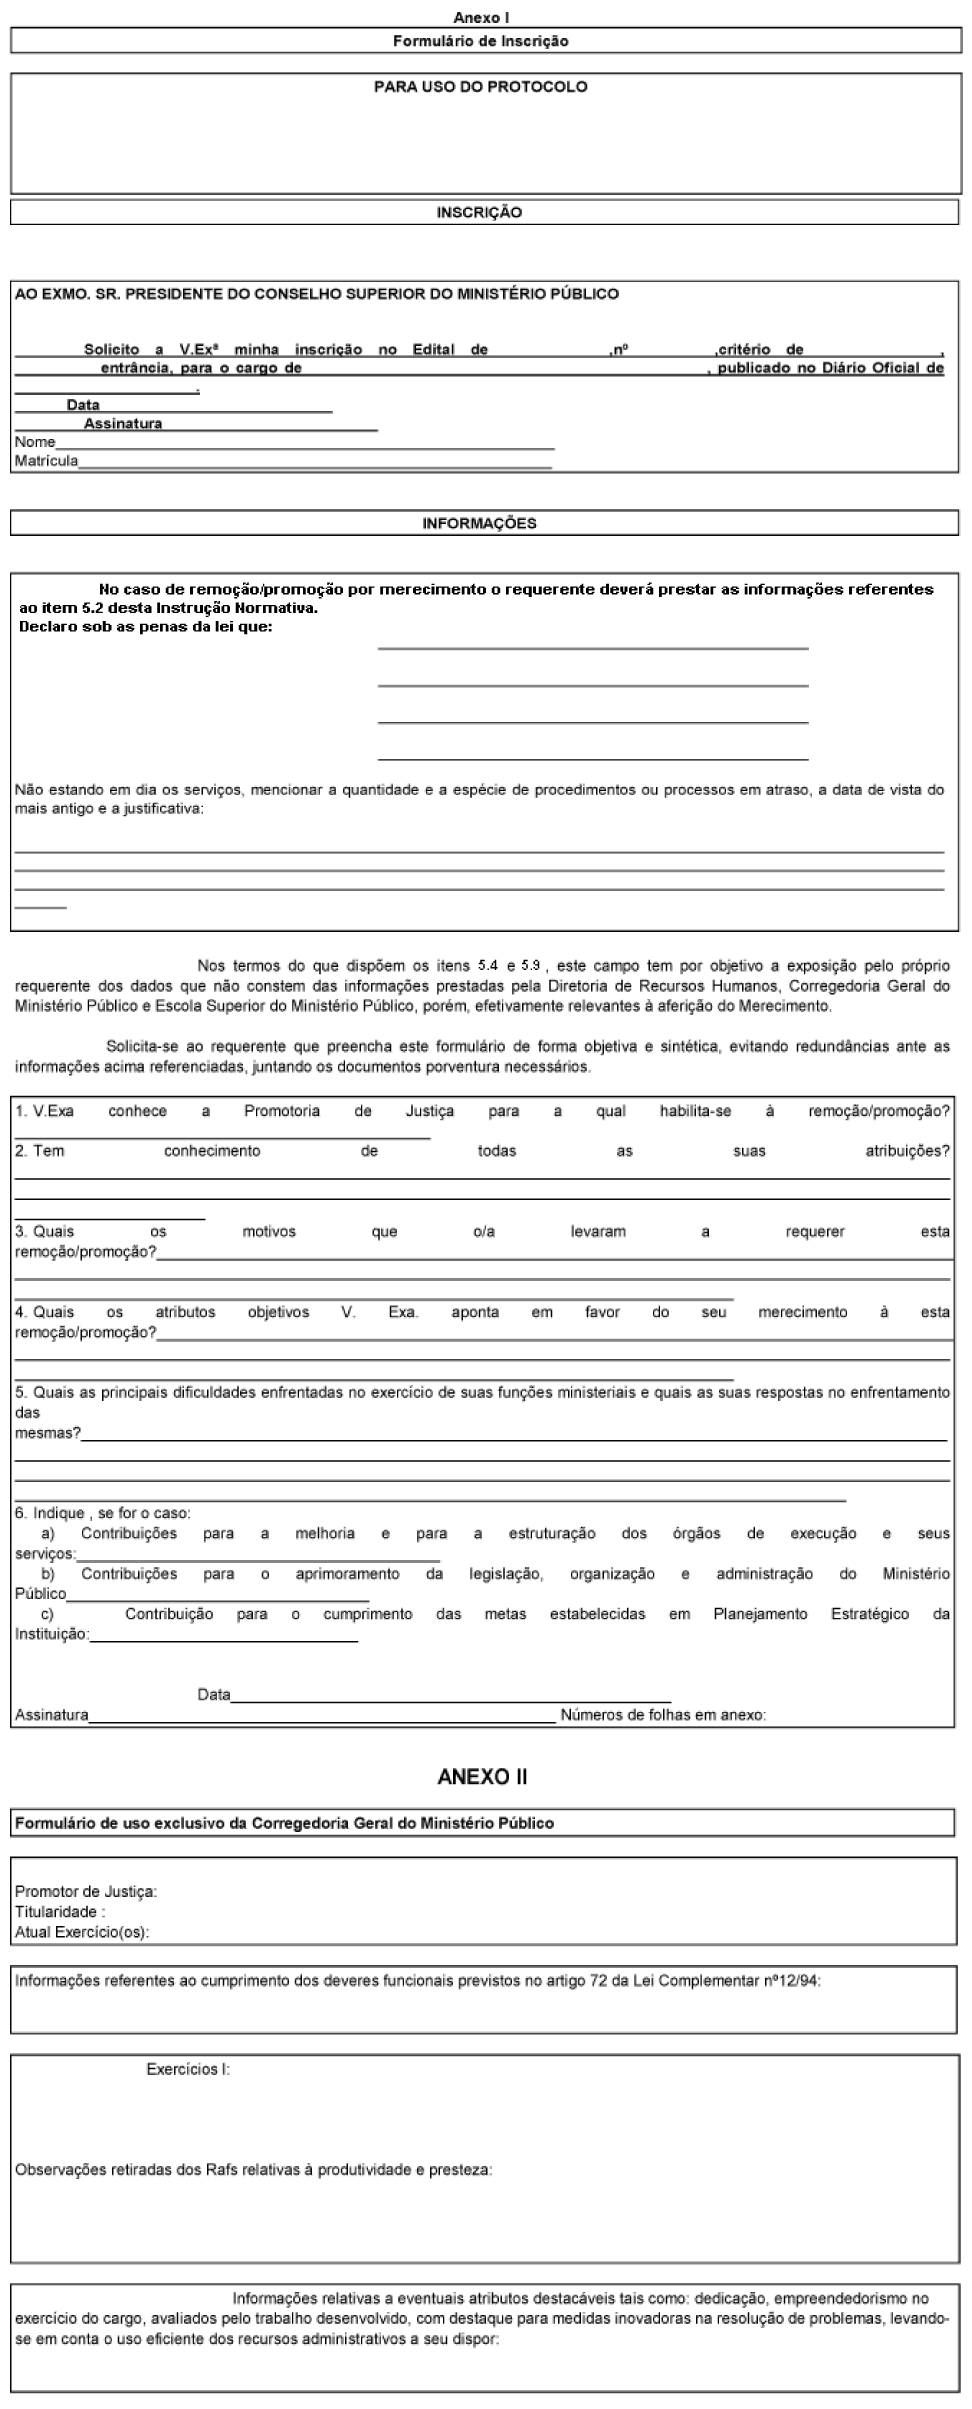 Anexo I
Formulário de Inscrição
PARA USO DO PROTOCOLO
INSCRIÇÃO
AO EXMO. SR. PRESIDENTE DO CONSELHO SUPERIOR DO MINISTÉRIO PÚBLICO
Solicito a V.Exª minha inscrição no Edital de ,nº ,critério de ,
entrância, para o cargo de , publicado no Diário Oficial de
.
Data
Assinatura
Nome
Matrícula
INFORMAÇÕES
No caso de remoção/promoção por merecimento o requerente deverá prestar as informações referentes
ao item 5.2 desta Instrução Normativa.
Declaro sob as penas da lei que:
Não estando em dia os serviços, mencionar a quantidade e a espécie de procedimentos ou processos em atraso, a data de vista do
mais antigo e a justificativa:
Nos termos do que dispõem os itens 5.4 e 5.9 , este campo tem por objetivo a exposição pelo próprio
requerente dos dados que não constem das informações prestadas pela Diretoria de Recursos Humanos, Corregedoria Geral do
Ministério Público e Escola Superior do Ministério Público, porém, efetivamente relevantes à aferição do Merecimento.
Solicita-se ao requerente que preencha este formulário de forma objetiva e sintética, evitando redundâncias ante as
informações acima referenciadas, juntando os documentos porventura necessários.
1. V.Exa conhece a Promotoria de Justiça para a qual habilita-se à remoção/promoção?
2. Tem conhecimento de todas as suas atribuições?
3. Quais os motivos que o/a levaram a requerer esta
remoção/promoção?
4. Quais os atributos objetivos V. Exa. aponta em favor do seu merecimento à esta
remoção/promoção?
5. Quais as principais dificuldades enfrentadas no exercício de suas funções ministeriais e quais as suas respostas no enfrentamento
das
mesmas?
6. Indique , se for o caso:
a) Contribuições para a melhoria e para a estruturação dos órgãos de execução e seus
serviços:
b) Contribuições para o aprimoramento da legislação, organização e administração do Ministério
Público
c) Contribuição para o cumprimento das metas estabelecidas em Planejamento Estratégico da
Instituição:
Data
Assinatura Números de folhas em anexo:
ANEXO II
Formulário de uso exclusivo da Corregedoria Geral do Ministério Público
Promotor de Justiça:
Titularidade :
Atual Exercício(os):
Informações referentes ao cumprimento dos deveres funcionais previstos no artigo 72 da Lei Complementar nº12/94:
Exercícios I:
Observações retiradas dos Rafs relativas à produtividade e presteza:
Informações relativas a eventuais atributos destacáveis tais como: dedicação, empreendedorismo no
exercício do cargo, avaliados pelo trabalho desenvolvido, com destaque para medidas inovadoras na resolução de problemas, levando-
se em conta o uso eficiente dos recursos administrativos a seu dispor: